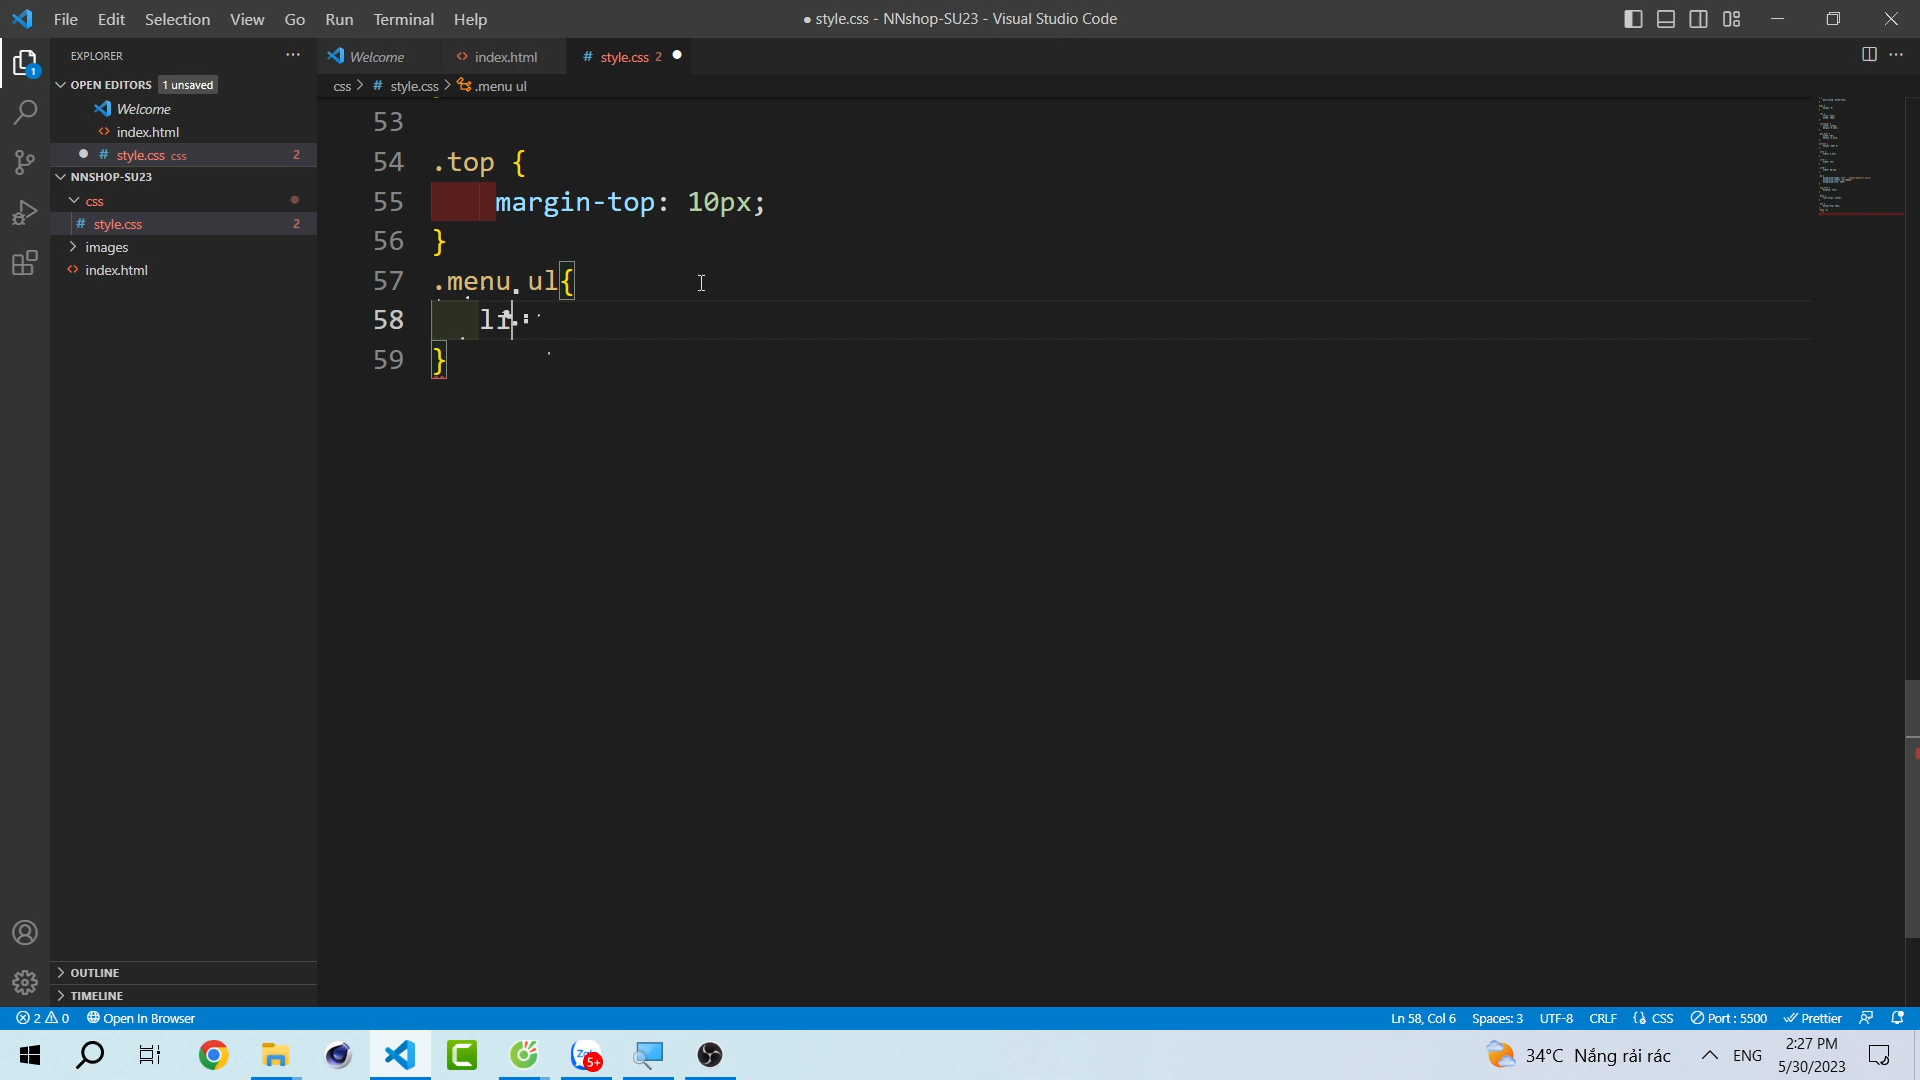 File Edit Selection View Go Run Terminal Help
● style.css - NNshop-SU23 - Visual Studio Code
EXPLORER ···
Welcome
index.html
# style.css 2 ●
OPEN EDITORS 1 unsaved
css > # style.css > .menu ul
Welcome
index.html
● # style.css css 2
NNSHOP-SU23
css
# style.css 2
images
index.html
53
54 .top {
55 margin-top: 10px;
56 }
57 .menu ul{
58 li
59 }
1
OUTLINE
TIMELINE
2 0 Open In Browser
Ln 58, Col 6 Spaces: 3 UTF-8 CRLF {} CSS Port : 5500 Prettier
5+
34°C Nắng rải rác
ENG
2:27 PM
5/30/2023